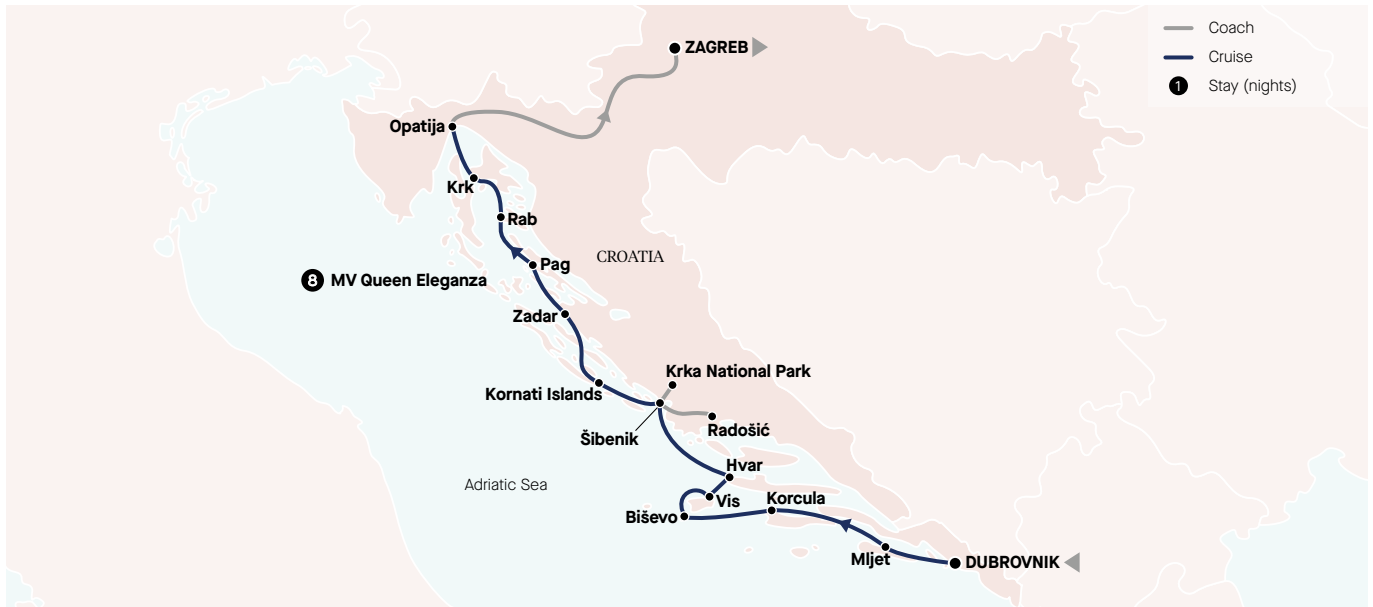 Coach
Cruise
1 Stay (nights)
ZAGREB
Opatija
Krk
Rab
CROATIA
Pag
8 MV Queen Eleganza
Zadar
Krka National Park
Kornati Islands
Radošić
Šibenik
Hvar
Adriatic Sea
Vis
Korcula
Biševo
Mljet
DUBROVNIK